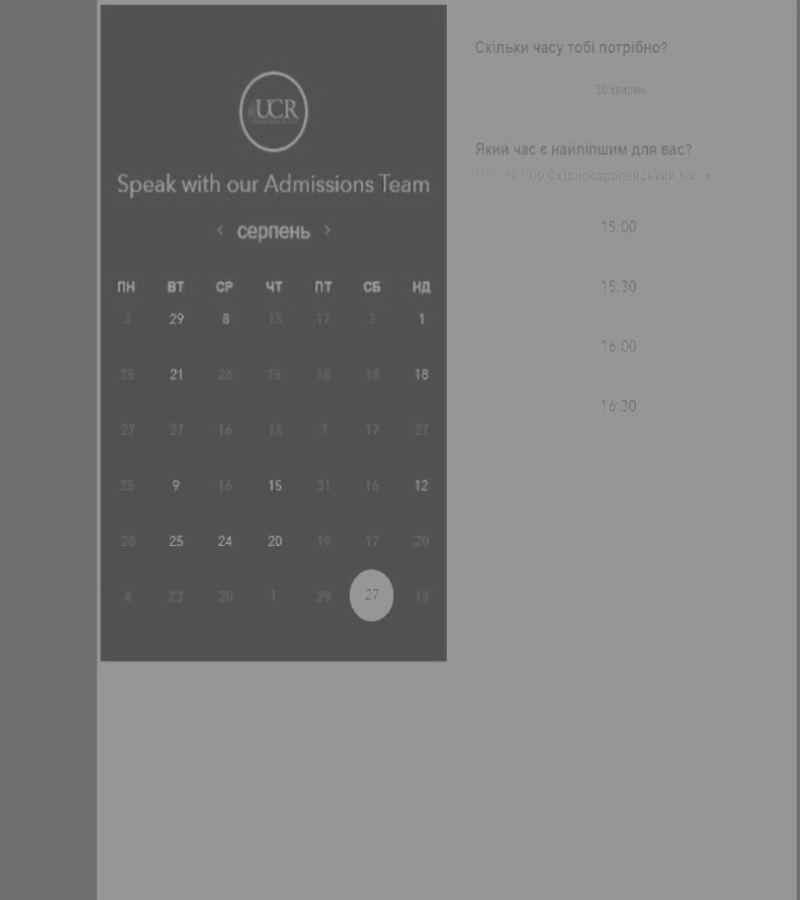 UCR
Speak with our Admissions Team
‹ серпень ›
ПН ВТ СР ЧТ ПТ СБ НД
3 29 8 13 17 3 1
25 21 26 15 18 18 18
27 27 16 13 7 17 27
25 9 16 15 31 16 12
28 25 24 20 19 17 20
4 23 20 1 29 27 13
Скільки часу тобі потрібно?
30 хвилин
Який час є найліпшим для вас?
UTC +03:00 Східноєвропейський час
15:00
15:30
16:00
16:30